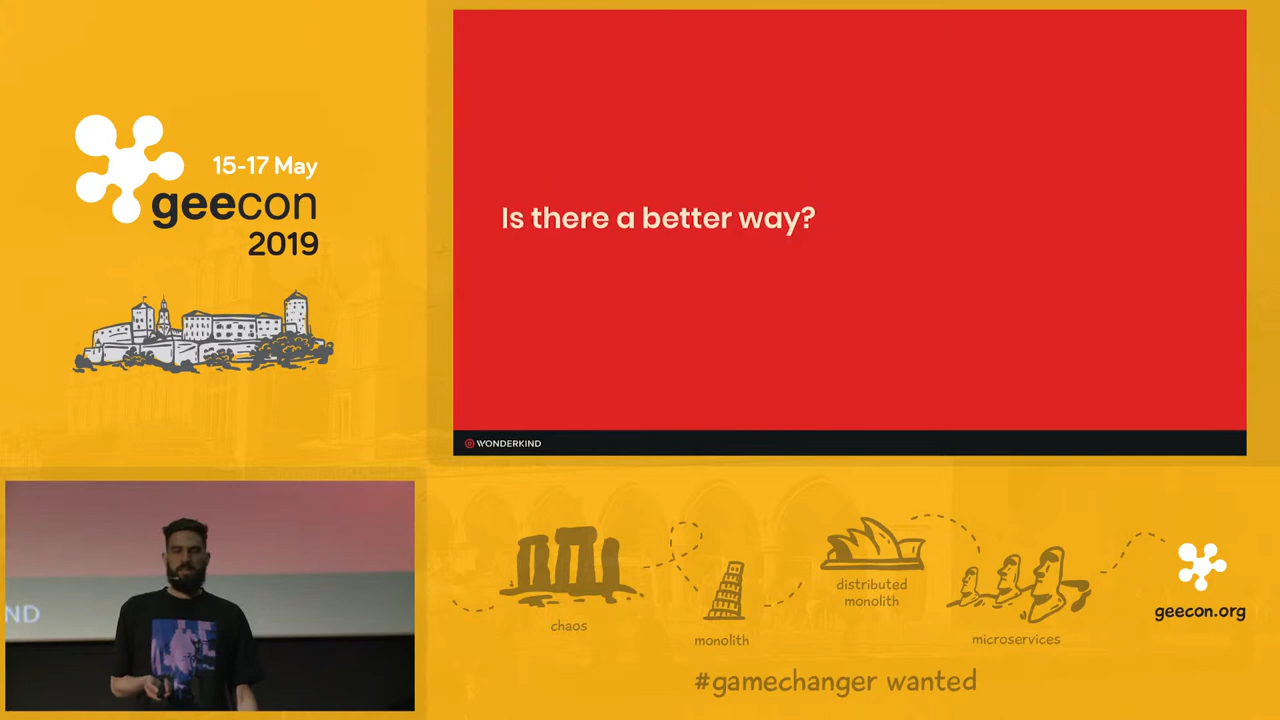 15-17 May
geecon
2019
Is there a better way?
WONDERKIND
ND
chaos
monolith
distributed
monolith
microservices
geecon.org
#gamechanger wanted